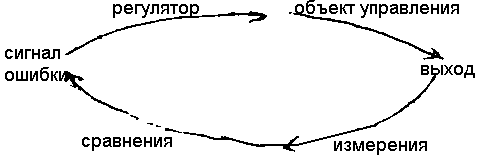 регулятор
объект управления
сигнал
ошибки
выход
сравнения
измерения